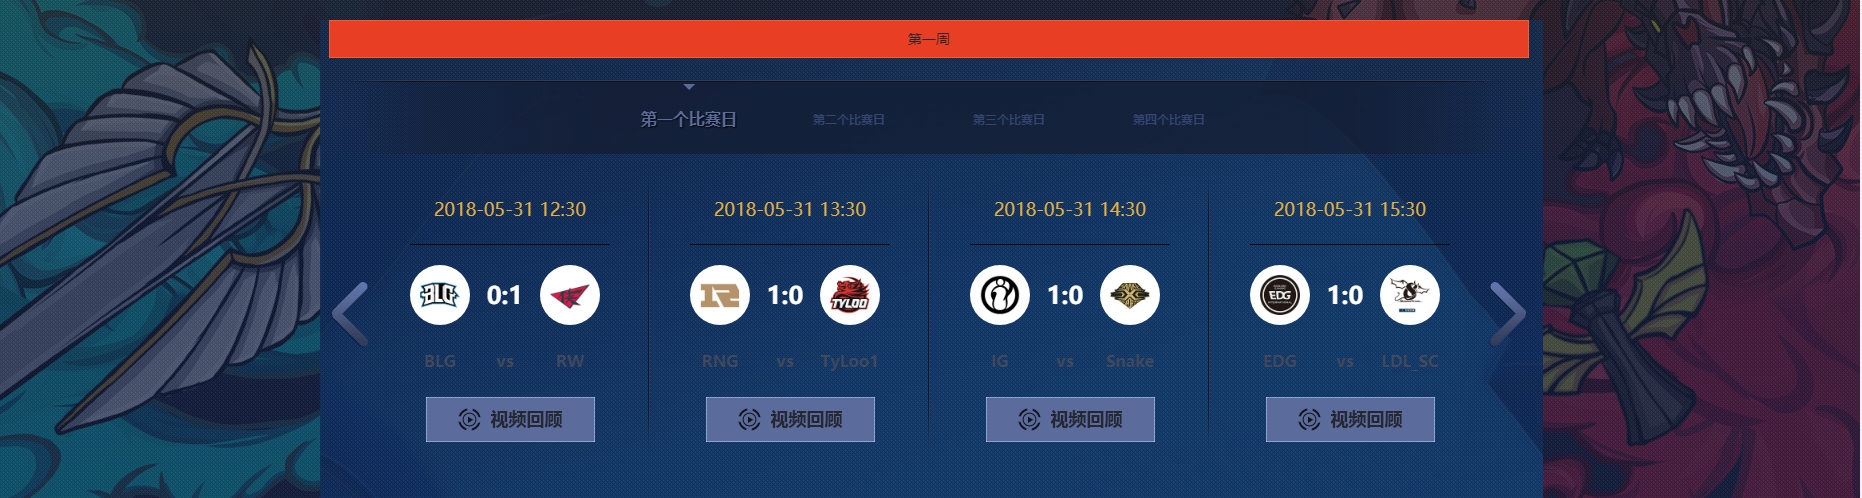 第一周
第一个比赛日 第二个比赛日 第三个比赛日 第四个比赛日
2018-05-31 12:30 2018-05-31 13:30 2018-05-31 14:30 2018-05-31 15:30
BLG 0:1 1:0 TYLOO 1:0 EDG 1:0
BLG vs RW RNG vs TyLoo1 IG vs Snake EDG vs LDL_SC
视频回顾 视频回顾 视频回顾 视频回顾